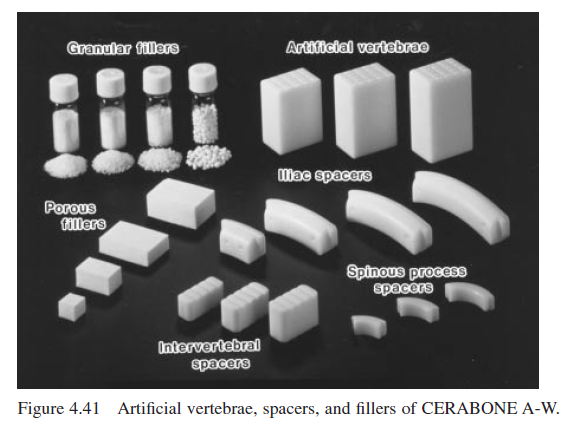 Granular fillers
Artificial vertebrae
Iliac spacers
Porous
fillers
Spinous process
spacers
Intervertebral
spacers
Figure 4.41 Artificial vertebrae, spacers, and fillers of CERABONE A-W.